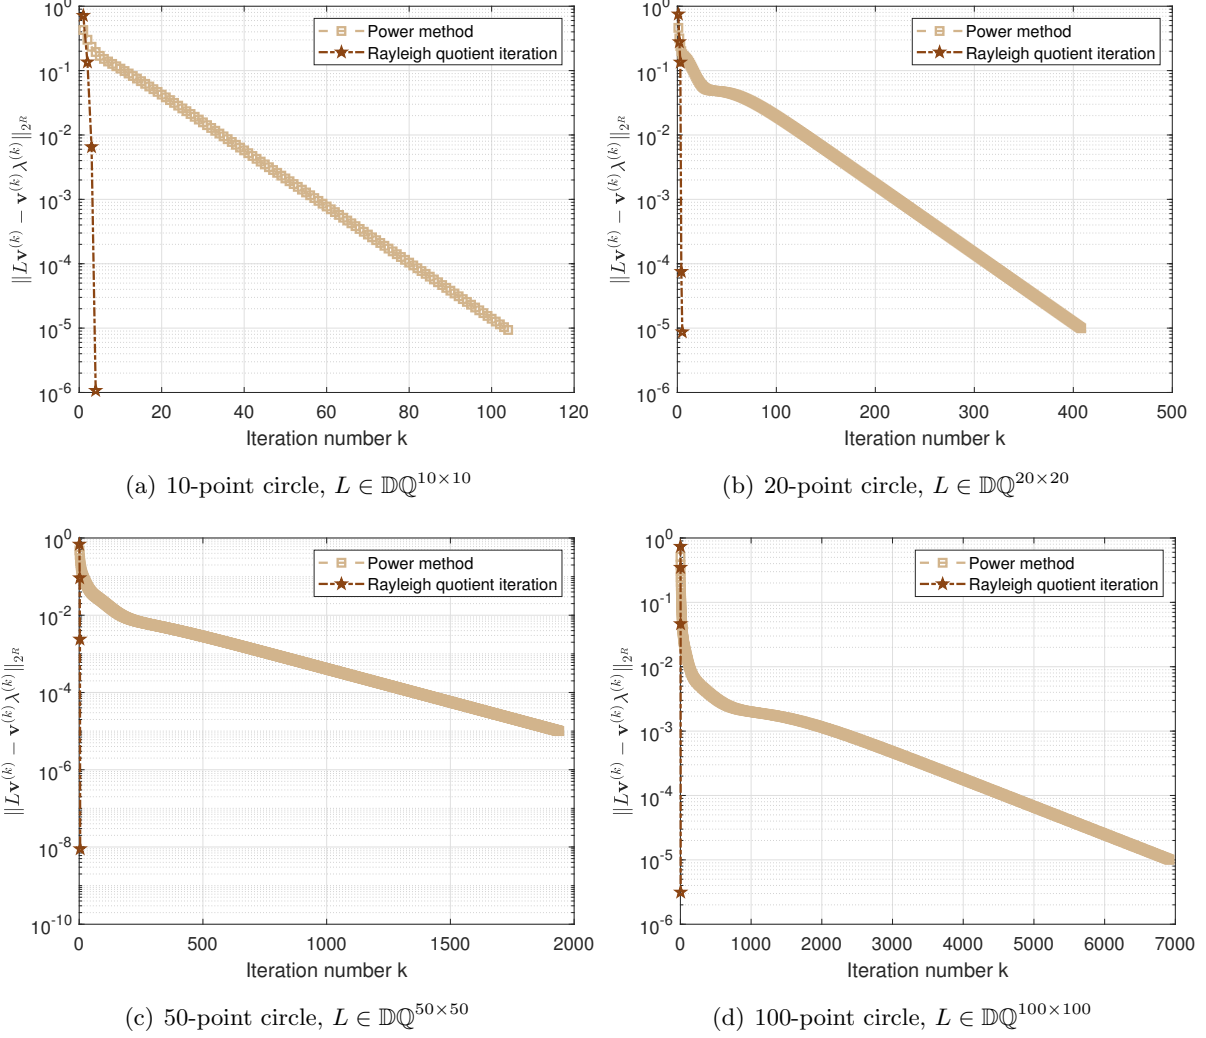 10^0
10^-1
10^-2
10^-3
10^-4
10^-5
10^-6
‖Lv^(k) − v^(k)λ^(k)‖_2^R
Power method
Rayleigh quotient iteration
0 20 40 60 80 100 120
Iteration number k
(a) 10-point circle, L ∈ 𝔻ℚ^10×10
10^0
10^-1
10^-2
10^-3
10^-4
10^-5
10^-6
‖Lv^(k) − v^(k)λ^(k)‖_2^R
Power method
Rayleigh quotient iteration
0 100 200 300 400 500
Iteration number k
(b) 20-point circle, L ∈ 𝔻ℚ^20×20
10^0
10^-2
10^-4
10^-6
10^-8
10^-10
‖Lv^(k) − v^(k)λ^(k)‖_2^R
Power method
Rayleigh quotient iteration
0 500 1000 1500 2000
Iteration number k
(c) 50-point circle, L ∈ 𝔻ℚ^50×50
10^0
10^-1
10^-2
10^-3
10^-4
10^-5
10^-6
‖Lv^(k) − v^(k)λ^(k)‖_2^R
Power method
Rayleigh quotient iteration
0 1000 2000 3000 4000 5000 6000 7000
Iteration number k
(d) 100-point circle, L ∈ 𝔻ℚ^100×100